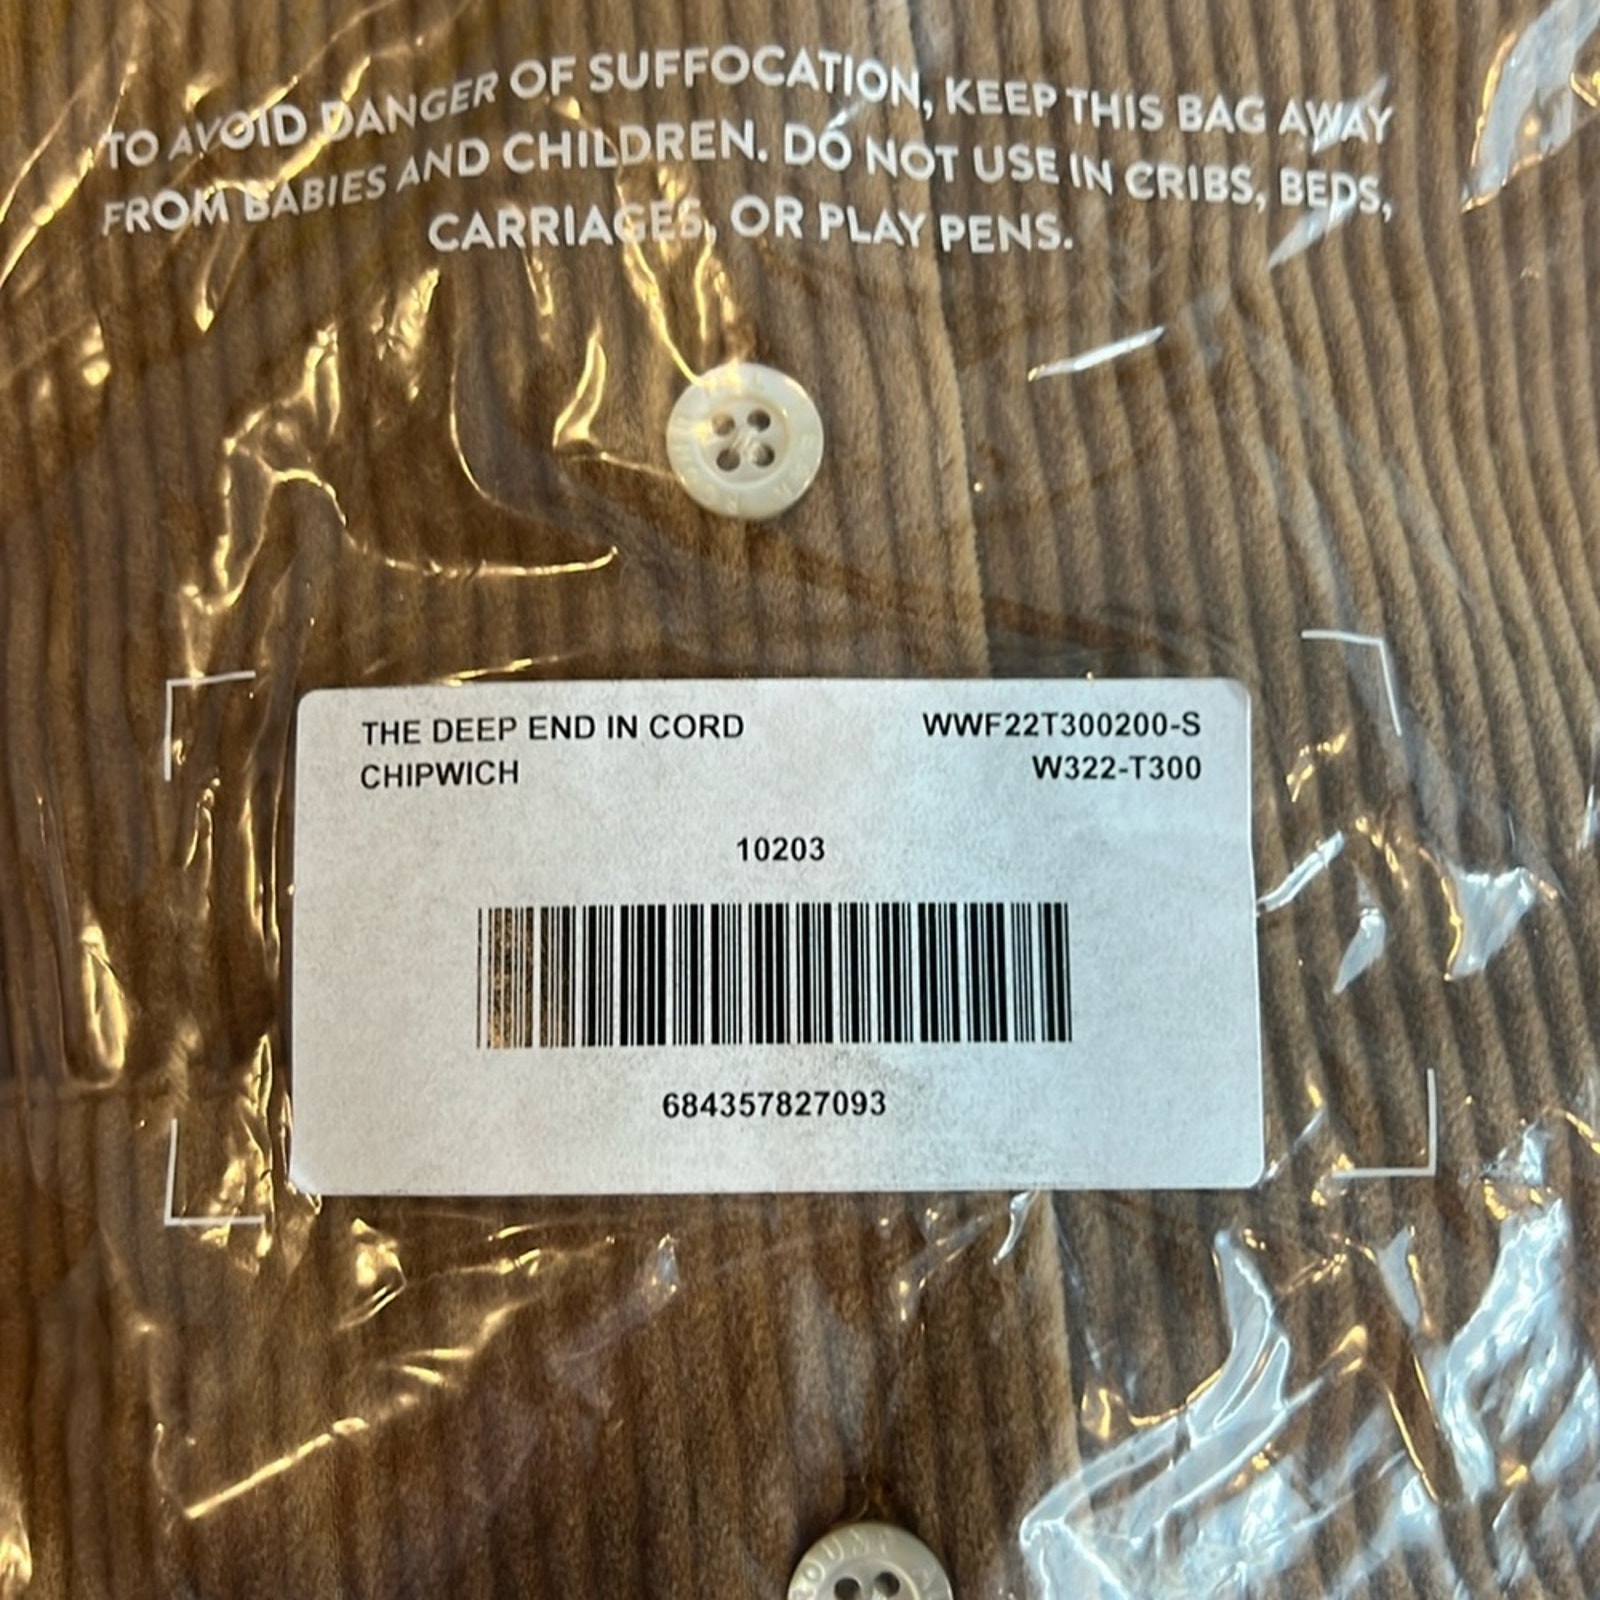 TO AVOID DANGER OF SUFFOCATION, KEEP THIS BAG AWAY
FROM BABIES AND CHILDREN. DO NOT USE IN CRIBS, BEDS,
CARRIAGES, OR PLAY PENS.
THE DEEP END IN CORD
WWF22T300200-S
CHIPWICH
W322-T300
10203
684357827093